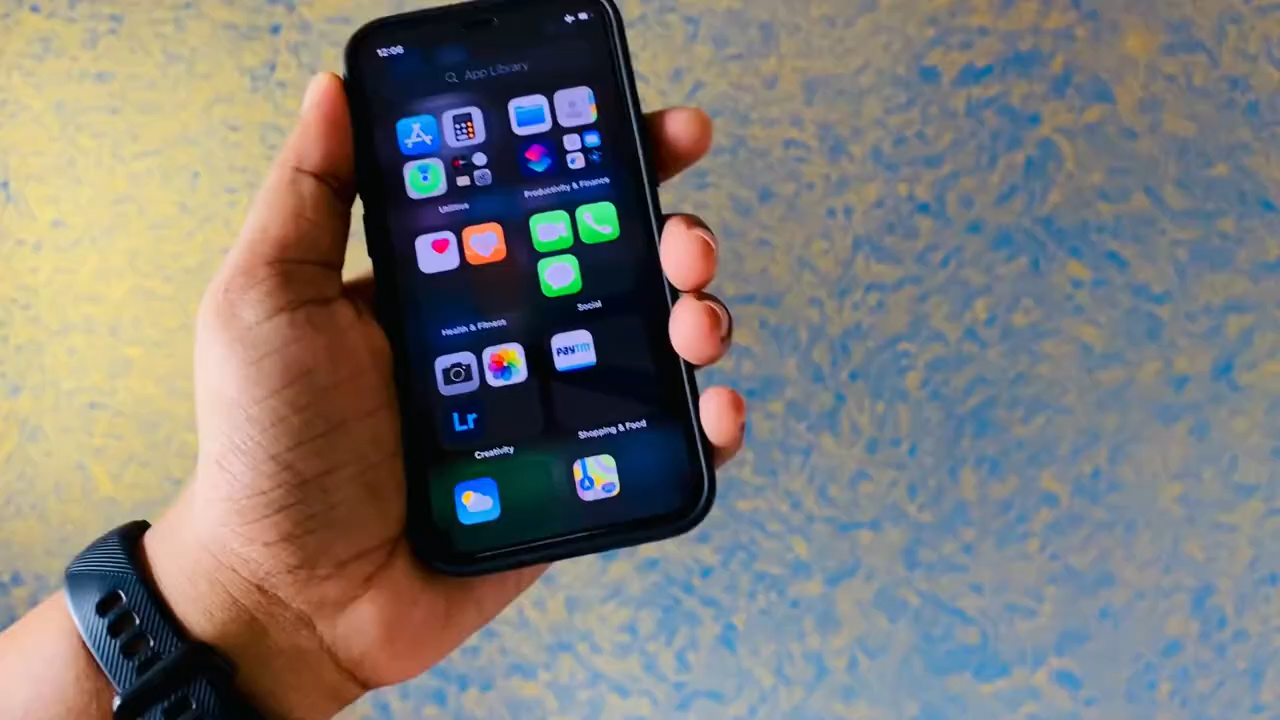 12:06
App Library
Utilities
Productivity & Finance
Health & Fitness
Social
Lr
paytm
Creativity
Shopping & Food